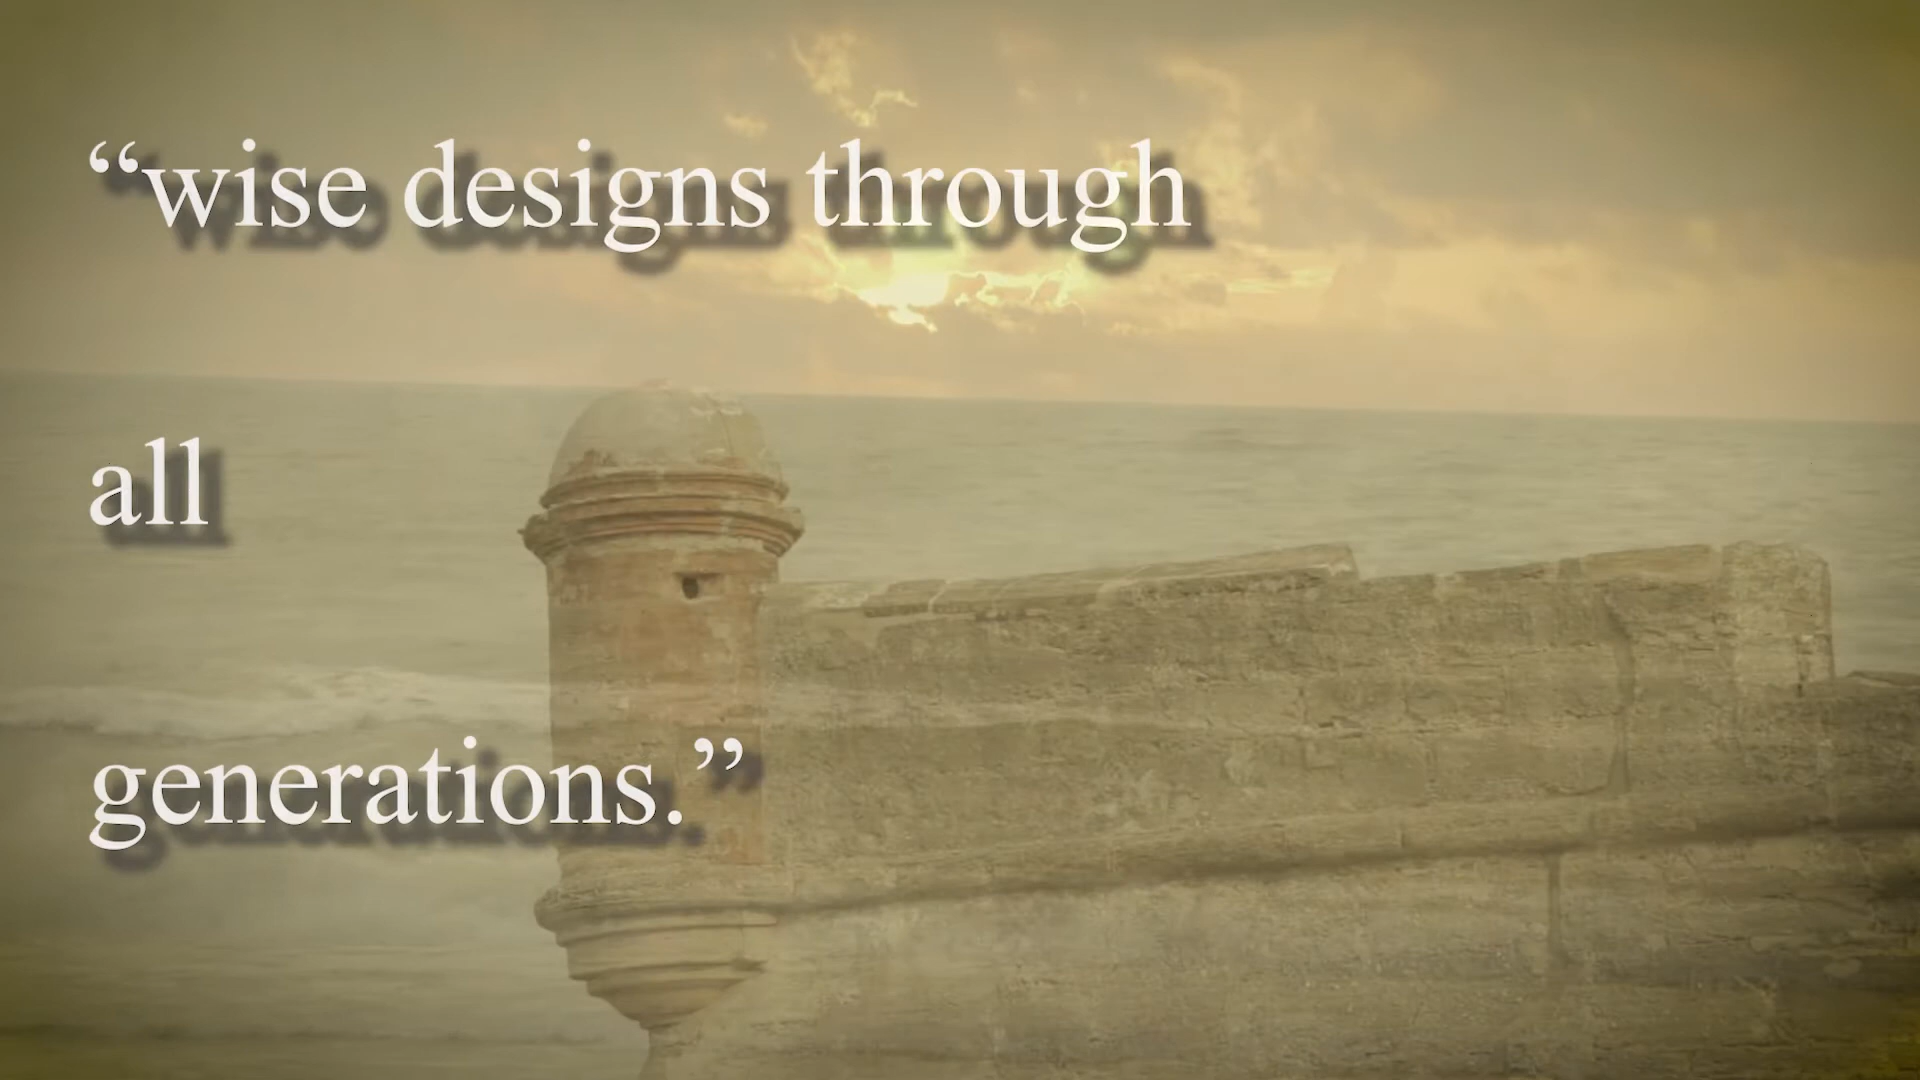 “wise designs through
all
generations.”